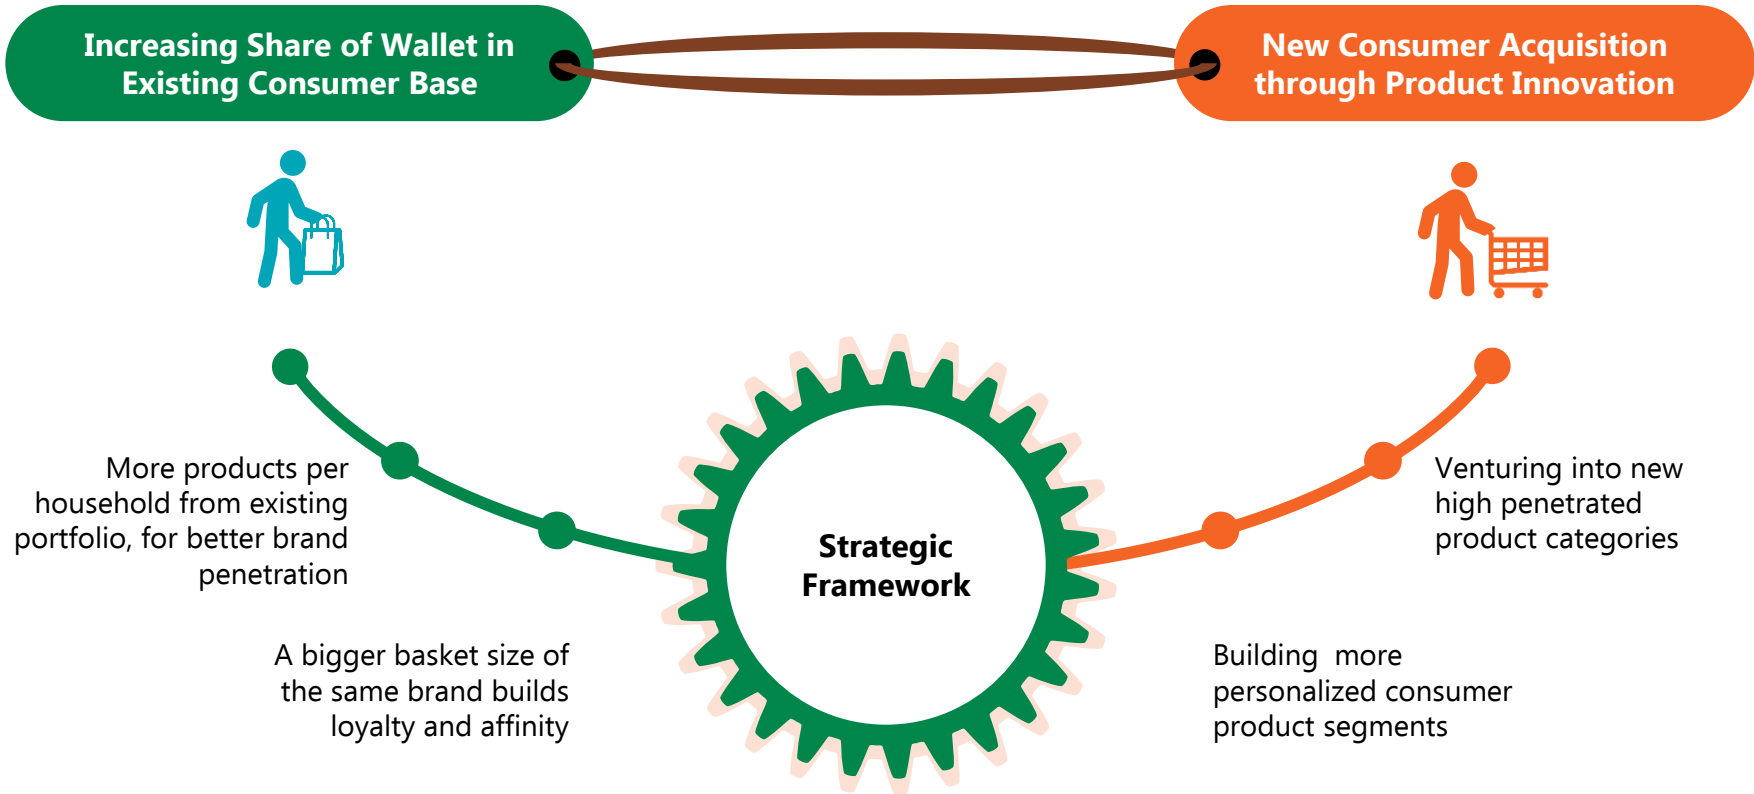 Increasing Share of Wallet in
Existing Consumer Base
New Consumer Acquisition
through Product Innovation
More products per
household from existing
portfolio, for better brand
penetration
A bigger basket size of
the same brand builds
loyalty and affinity
Strategic
Framework
Venturing into new
high penetrated
product categories
Building  more
personalized consumer
product segments